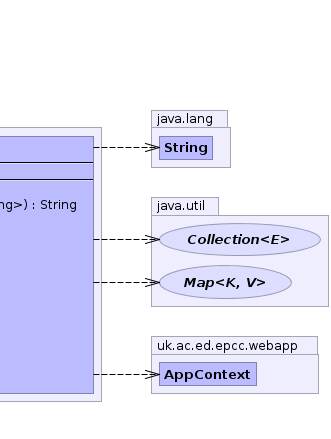 java.lang
String
ng>) : String
java.util
Collection<E>
Map<K, V>
uk.ac.ed.epcc.webapp
AppContext